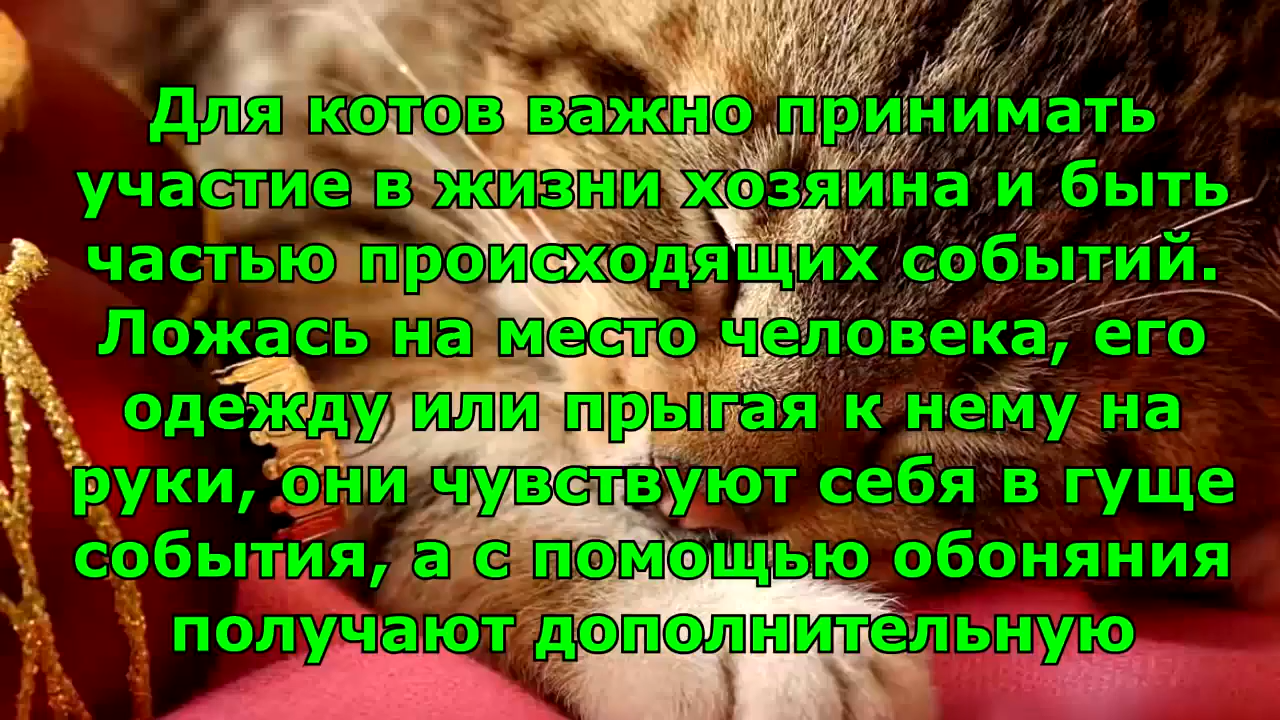 Для котов важно принимать
участие в жизни хозяина и быть
частью происходящих событий.
Ложась на место человека, его
одежду или прыгая к нему на
руки, они чувствуют себя в гуще
события, а с помощью обоняния
получают дополнительную